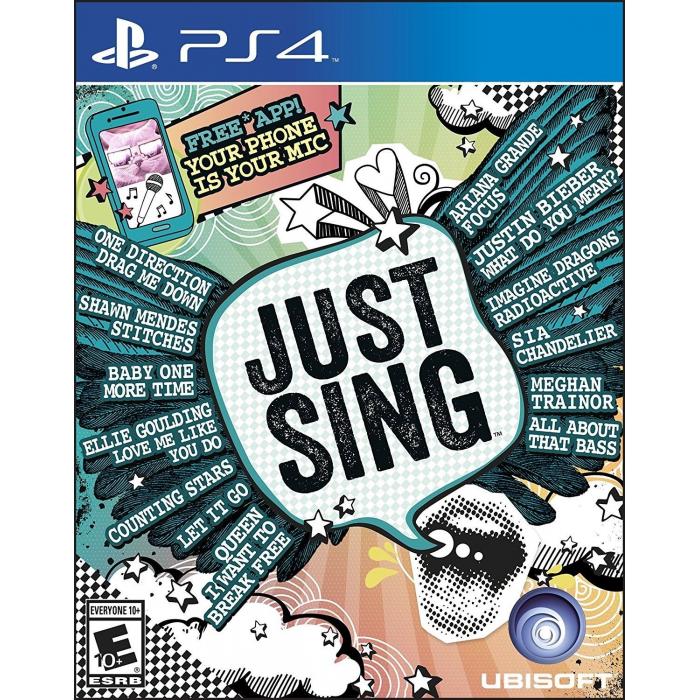 PS4
FREE* APP!
YOUR PHONE
IS YOUR MIC
ONE DIRECTION
DRAG ME DOWN
SHAWN MENDES
STITCHES
BABY ONE
MORE TIME
ELLIE GOULDING
LOVE ME LIKE
YOU DO
COUNTING STARS
LET IT GO
QUEEN
I WANT TO
BREAK FREE
JUST
SING™
ARIANA GRANDE
FOCUS
JUSTIN BIEBER
WHAT DO YOU MEAN?
IMAGINE DRAGONS
RADIOACTIVE
SIA
CHANDELIER
MEGHAN
TRAINOR
ALL ABOUT
THAT BASS
EVERYONE 10+
E
10+
ESRB
UBISOFT